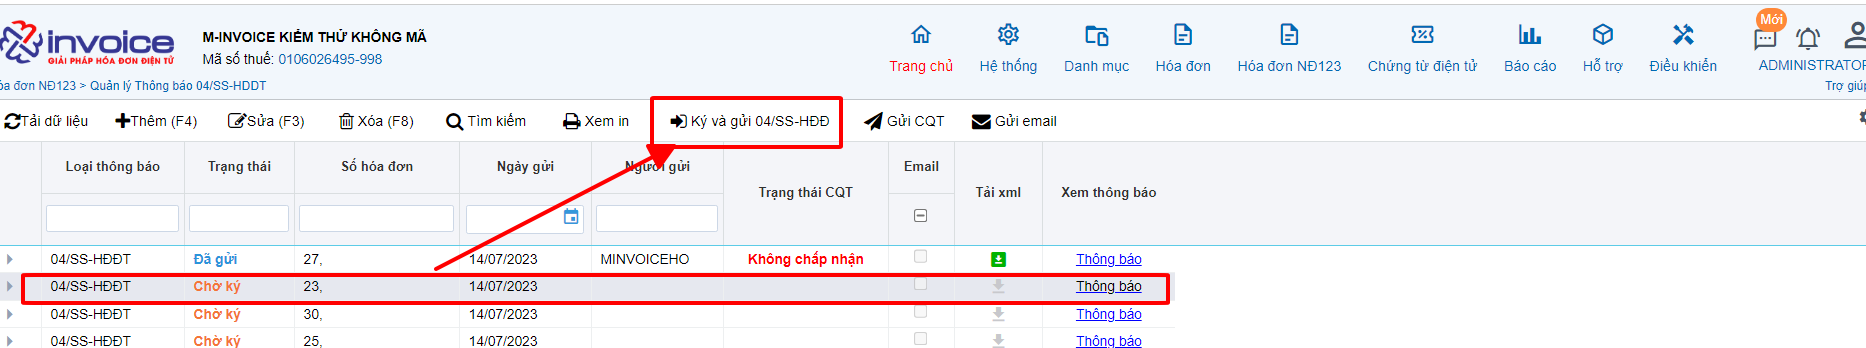 invoice
GIẢI PHÁP HÓA ĐƠN ĐIỆN TỬ
M-INVOICE KIỂM THỬ KHÔNG MÃ
Mã số thuế: 0106026495-998
Trang chủ
Hệ thống
Danh mục
Hóa đơn
Hóa đơn NĐ123
Chứng từ điện tử
Báo cáo
Hỗ trợ
Điều khiển
Mới
ADMINISTRATOR
óa đơn NĐ123 > Quản lý Thông báo 04/SS-HDDT
Trợ giúp
Tải dữ liệu
Thêm (F4)
Sửa (F3)
Xóa (F8)
Tìm kiếm
Xem in
Ký và gửi 04/SS-HĐĐ
Gửi CQT
Gửi email
Loại thông báo
Trạng thái
Số hóa đơn
Ngày gửi
Người gửi
Trạng thái CQT
Email
Tải xml
Xem thông báo
04/SS-HĐĐT Đã gửi 27, 14/07/2023 MINVOICEHO Không chấp nhận Thông báo
04/SS-HĐĐT Chờ ký 23, 14/07/2023 Thông báo
04/SS-HĐĐT Chờ ký 30, 14/07/2023 Thông báo
04/SS-HĐĐT Chờ ký 25, 14/07/2023 Thông báo